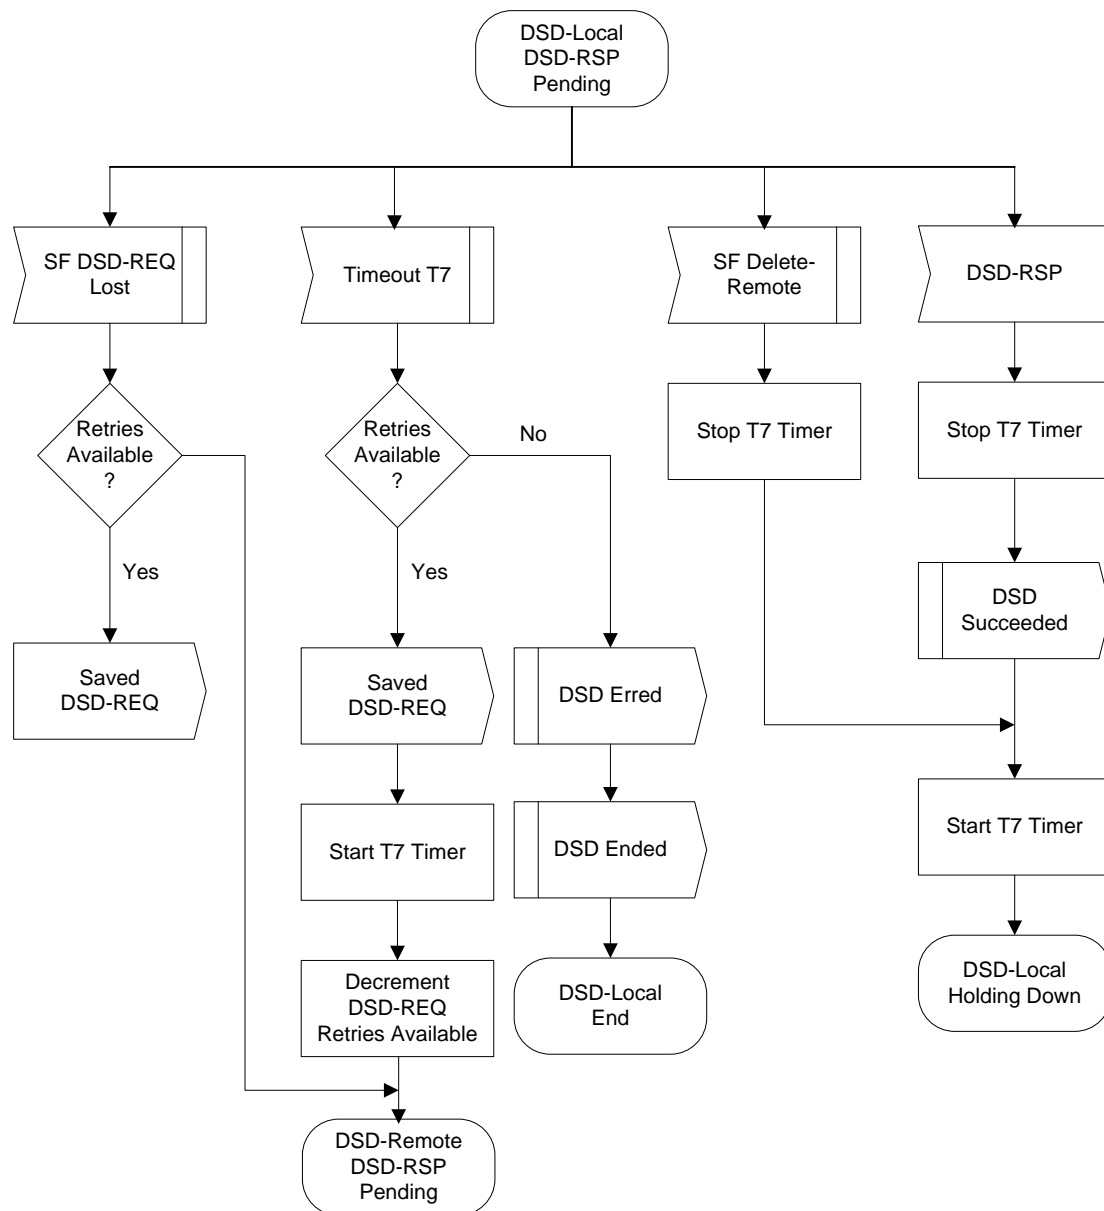 DSD-Local
DSD-RSP
Pending
SF DSD-REQ
Lost
Timeout T7
SF Delete-
Remote
DSD-RSP
Retries
Available
?
Retries
Available
?
No
Stop T7 Timer
Stop T7 Timer
Yes
Yes
DSD
Succeeded
Saved
DSD-REQ
Saved
DSD-REQ
DSD Erred
Start T7 Timer
DSD Ended
Start T7 Timer
Decrement
DSD-REQ
Retries Available
DSD-Local
End
DSD-Local
Holding Down
DSD-Remote
DSD-RSP
Pending